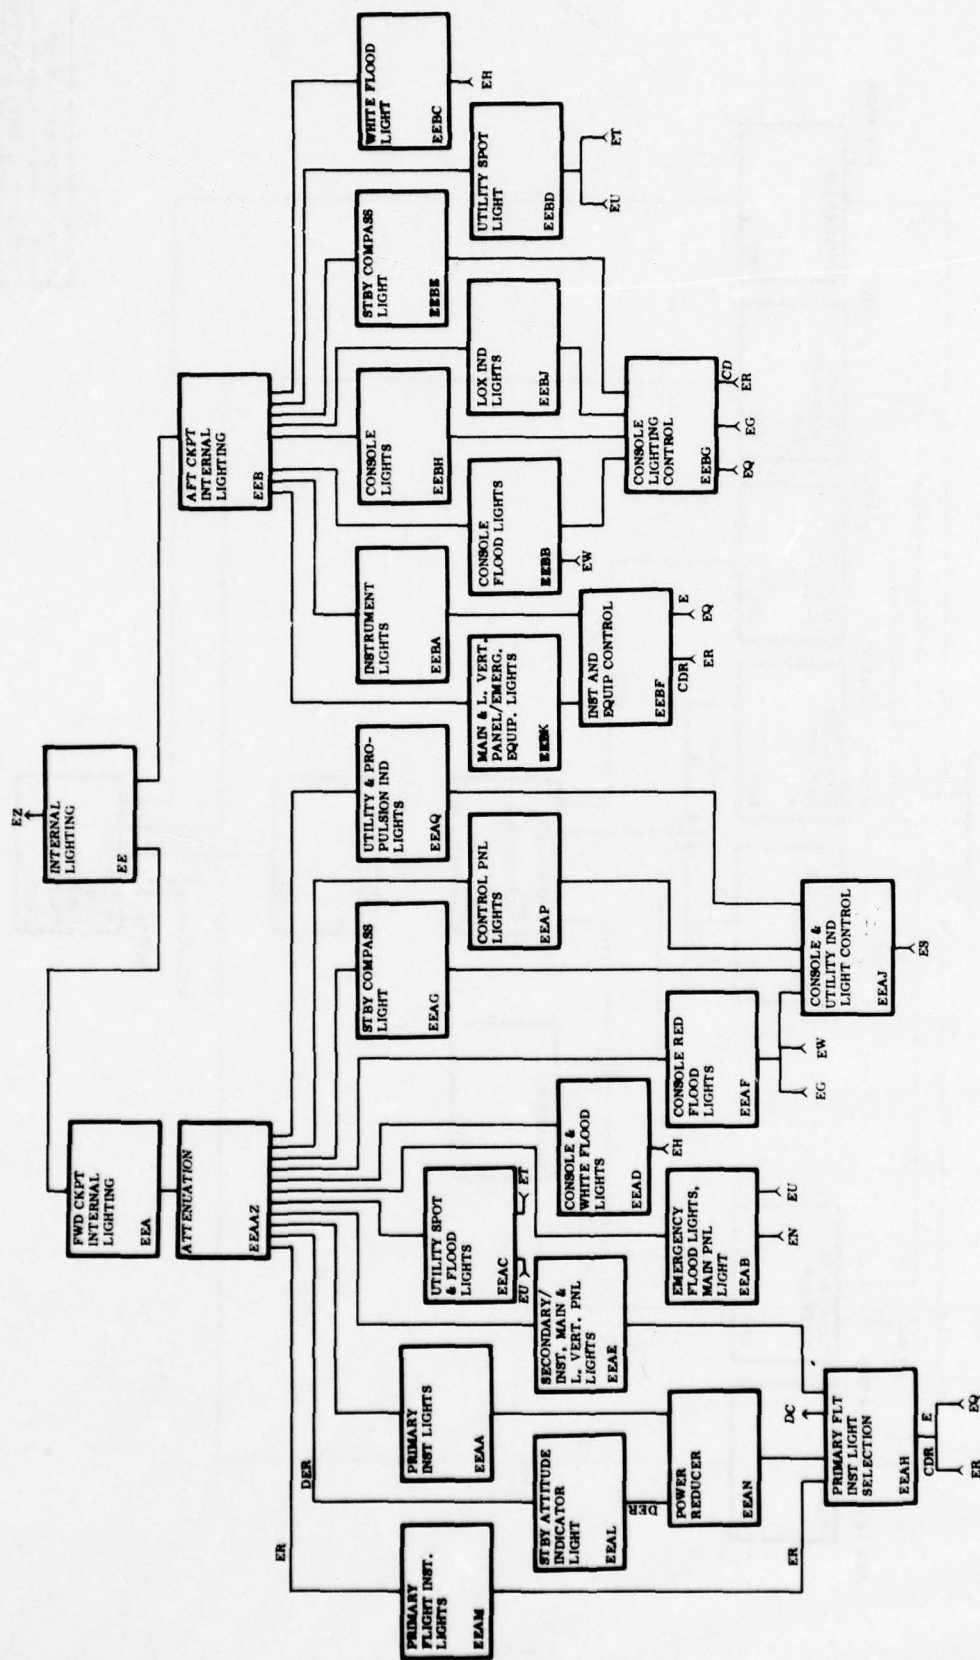 EZ
INTERNAL
LIGHTING
EE
FWD CKPT
INTERNAL
LIGHTING
EEA
ATTENUATION
EEAAZ
AFT CKPT
INTERNAL
LIGHTING
EEB
ER
DER
PRIMARY
FLIGHT INST.
LIGHTS
EEAM
PRIMARY
INST LIGHTS
EEAA
STBY ATTITUDE
INDICATOR
LIGHT
EEAL
DER
POWER
REDUCER
EEAN
ER
DC
PRIMARY FLT
INST LIGHT
SELECTION
EEAH
CDR
E
ER
EQ
UTILITY SPOT
& FLOOD
LIGHTS
EEAC
EU
ET
SECONDARY/
INST. MAIN &
L. VERT. PNL
LIGHTS
EEAE
EMERGENCY
FLOOD LIGHTS,
MAIN PNL
LIGHT
EEAB
EN
EU
CONSOLE &
WHITE FLOOD
LIGHTS
EEAD
EH
CONSOLE RED
FLOOD
LIGHTS
EEAF
EG
EW
STBY COMPASS
LIGHT
EEAG
CONTROL PNL
LIGHTS
EEAP
UTILITY & PRO-
PULSION IND
LIGHTS
EEAQ
CONSOLE &
UTILITY IND
LIGHT CONTROL
EEAJ
ES
MAIN & L. VERT.
PANEL/EMERG.
EQUIP. LIGHTS
EEBK
INSTRUMENT
LIGHTS
EEBA
INST AND
EQUIP CONTROL
EEBF
CDR
E
ER
EQ
CONSOLE
FLOOD LIGHTS
EEBB
EW
CONSOLE
LIGHTS
EEBH
LOX IND
LIGHTS
EEBJ
STBY COMPASS
LIGHT
EEBE
CONSOLE
LIGHTING
CONTROL
EEBG
EQ
EG
CD
ER
UTILITY SPOT
LIGHT
EEBD
EU
ET
WHITE FLOOD
LIGHT
EEBC
EH